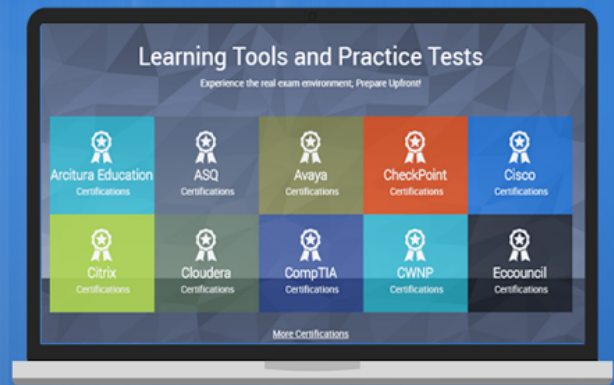 Learning Tools and Practice Tests
Experience the real exam environment; Prepare Upfront!
Arcitura Education
Certifications
ASQ
Certifications
Avaya
Certifications
CheckPoint
Certifications
Cisco
Certifications
Citrix
Certifications
Cloudera
Certifications
CompTIA
Certifications
CWNP
Certifications
Eccouncil
Certifications
More Certifications